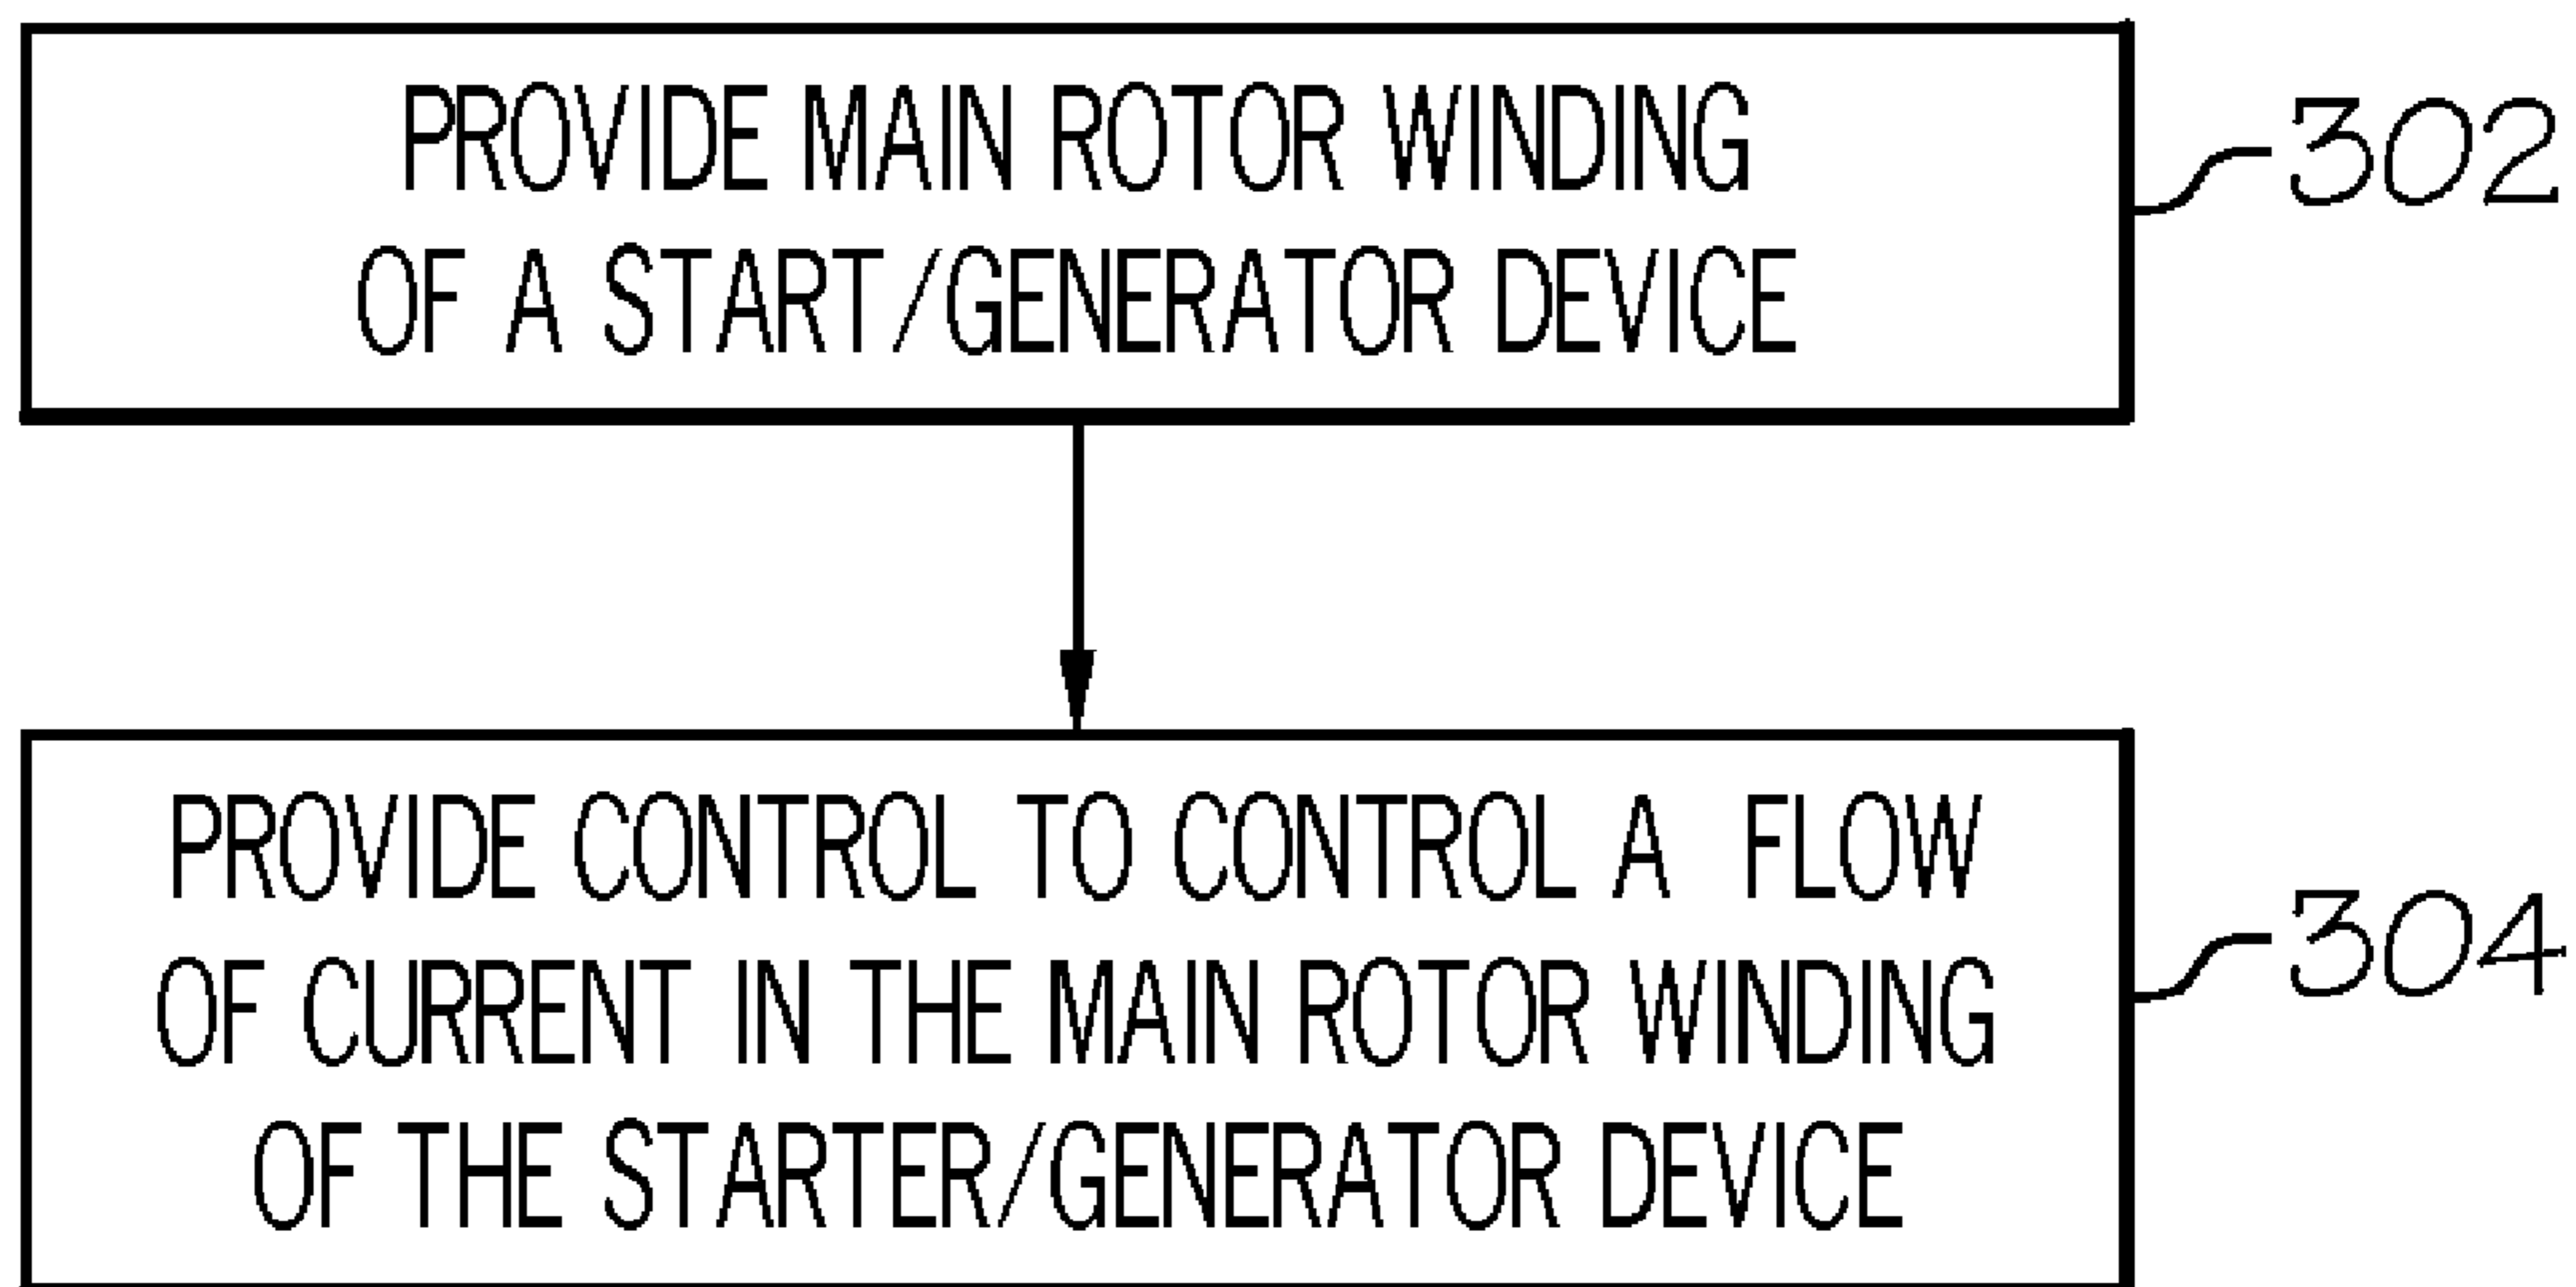 PROVIDE MAIN ROTOR WINDING
OF A START/GENERATOR DEVICE
302
PROVIDE CONTROL TO CONTROL A FLOW
OF CURRENT IN THE MAIN ROTOR WINDING
OF THE STARTER/GENERATOR DEVICE
304